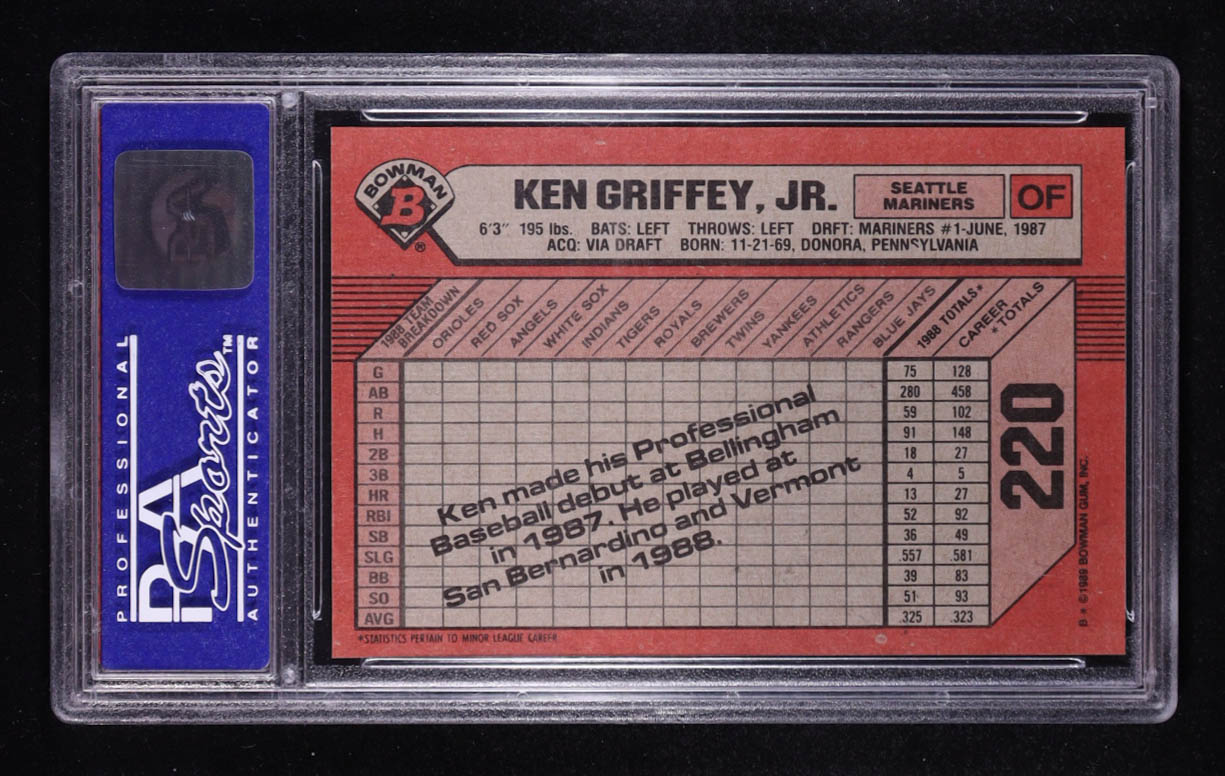 PROFESSIONAL
PSA
Sports™
AUTHENTICATOR
BOWMAN
B
®
KEN GRIFFEY, JR.
SEATTLE
MARINERS
OF
6'3" 195 lbs. BATS: LEFT THROWS: LEFT DRFT: MARINERS #1-JUNE, 1987
ACQ: VIA DRAFT BORN: 11-21-69, DONORA, PENNSYLVANIA
1988 TEAM
BREAKDOWN
ORIOLES
RED SOX
ANGELS
WHITE SOX
INDIANS
TIGERS
ROYALS
BREWERS
TWINS
YANKEES
ATHLETICS
RANGERS
BLUE JAYS
1988 TOTALS*
CAREER
*TOTALS
G 75 128
AB 280 458
R 59 102
H 91 148
2B 18 27
3B 4 5
HR 13 27
RBI 52 92
SB 36 49
SLG .557 .581
BB 39 83
SO 51 93
AVG .325 .323
Ken made his Professional
Baseball debut at Bellingham
in 1987. He played at
San Bernardino and Vermont
in 1988.
220
*STATISTICS PERTAIN TO MINOR LEAGUE CAREER
B * ©1989 BOWMAN GUM, INC.